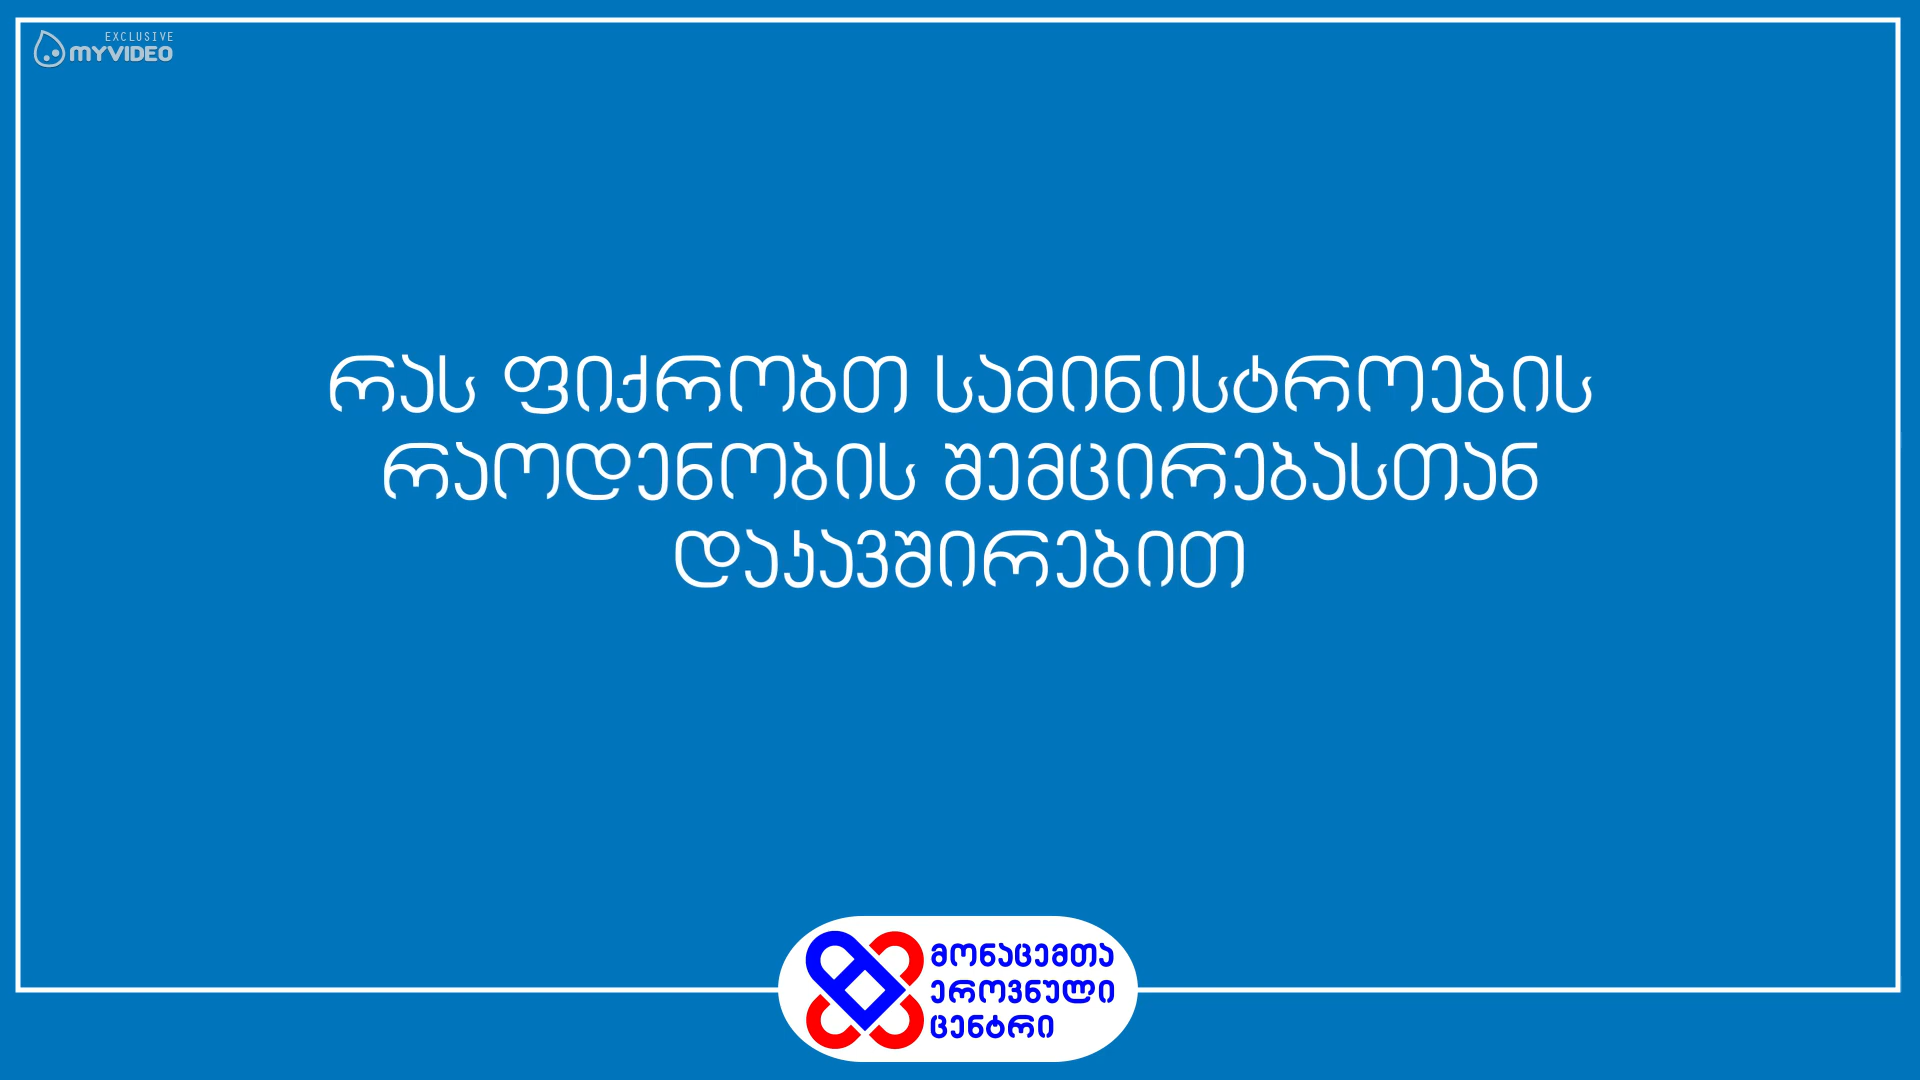 EXCLUSIVE
MYVIDEO
რას ფიქრობთ სამინისტროების
რაოდენობის შემცირებასთან
დაკავშირებით
მონაცემთა
ეროვნული
ცენტრი